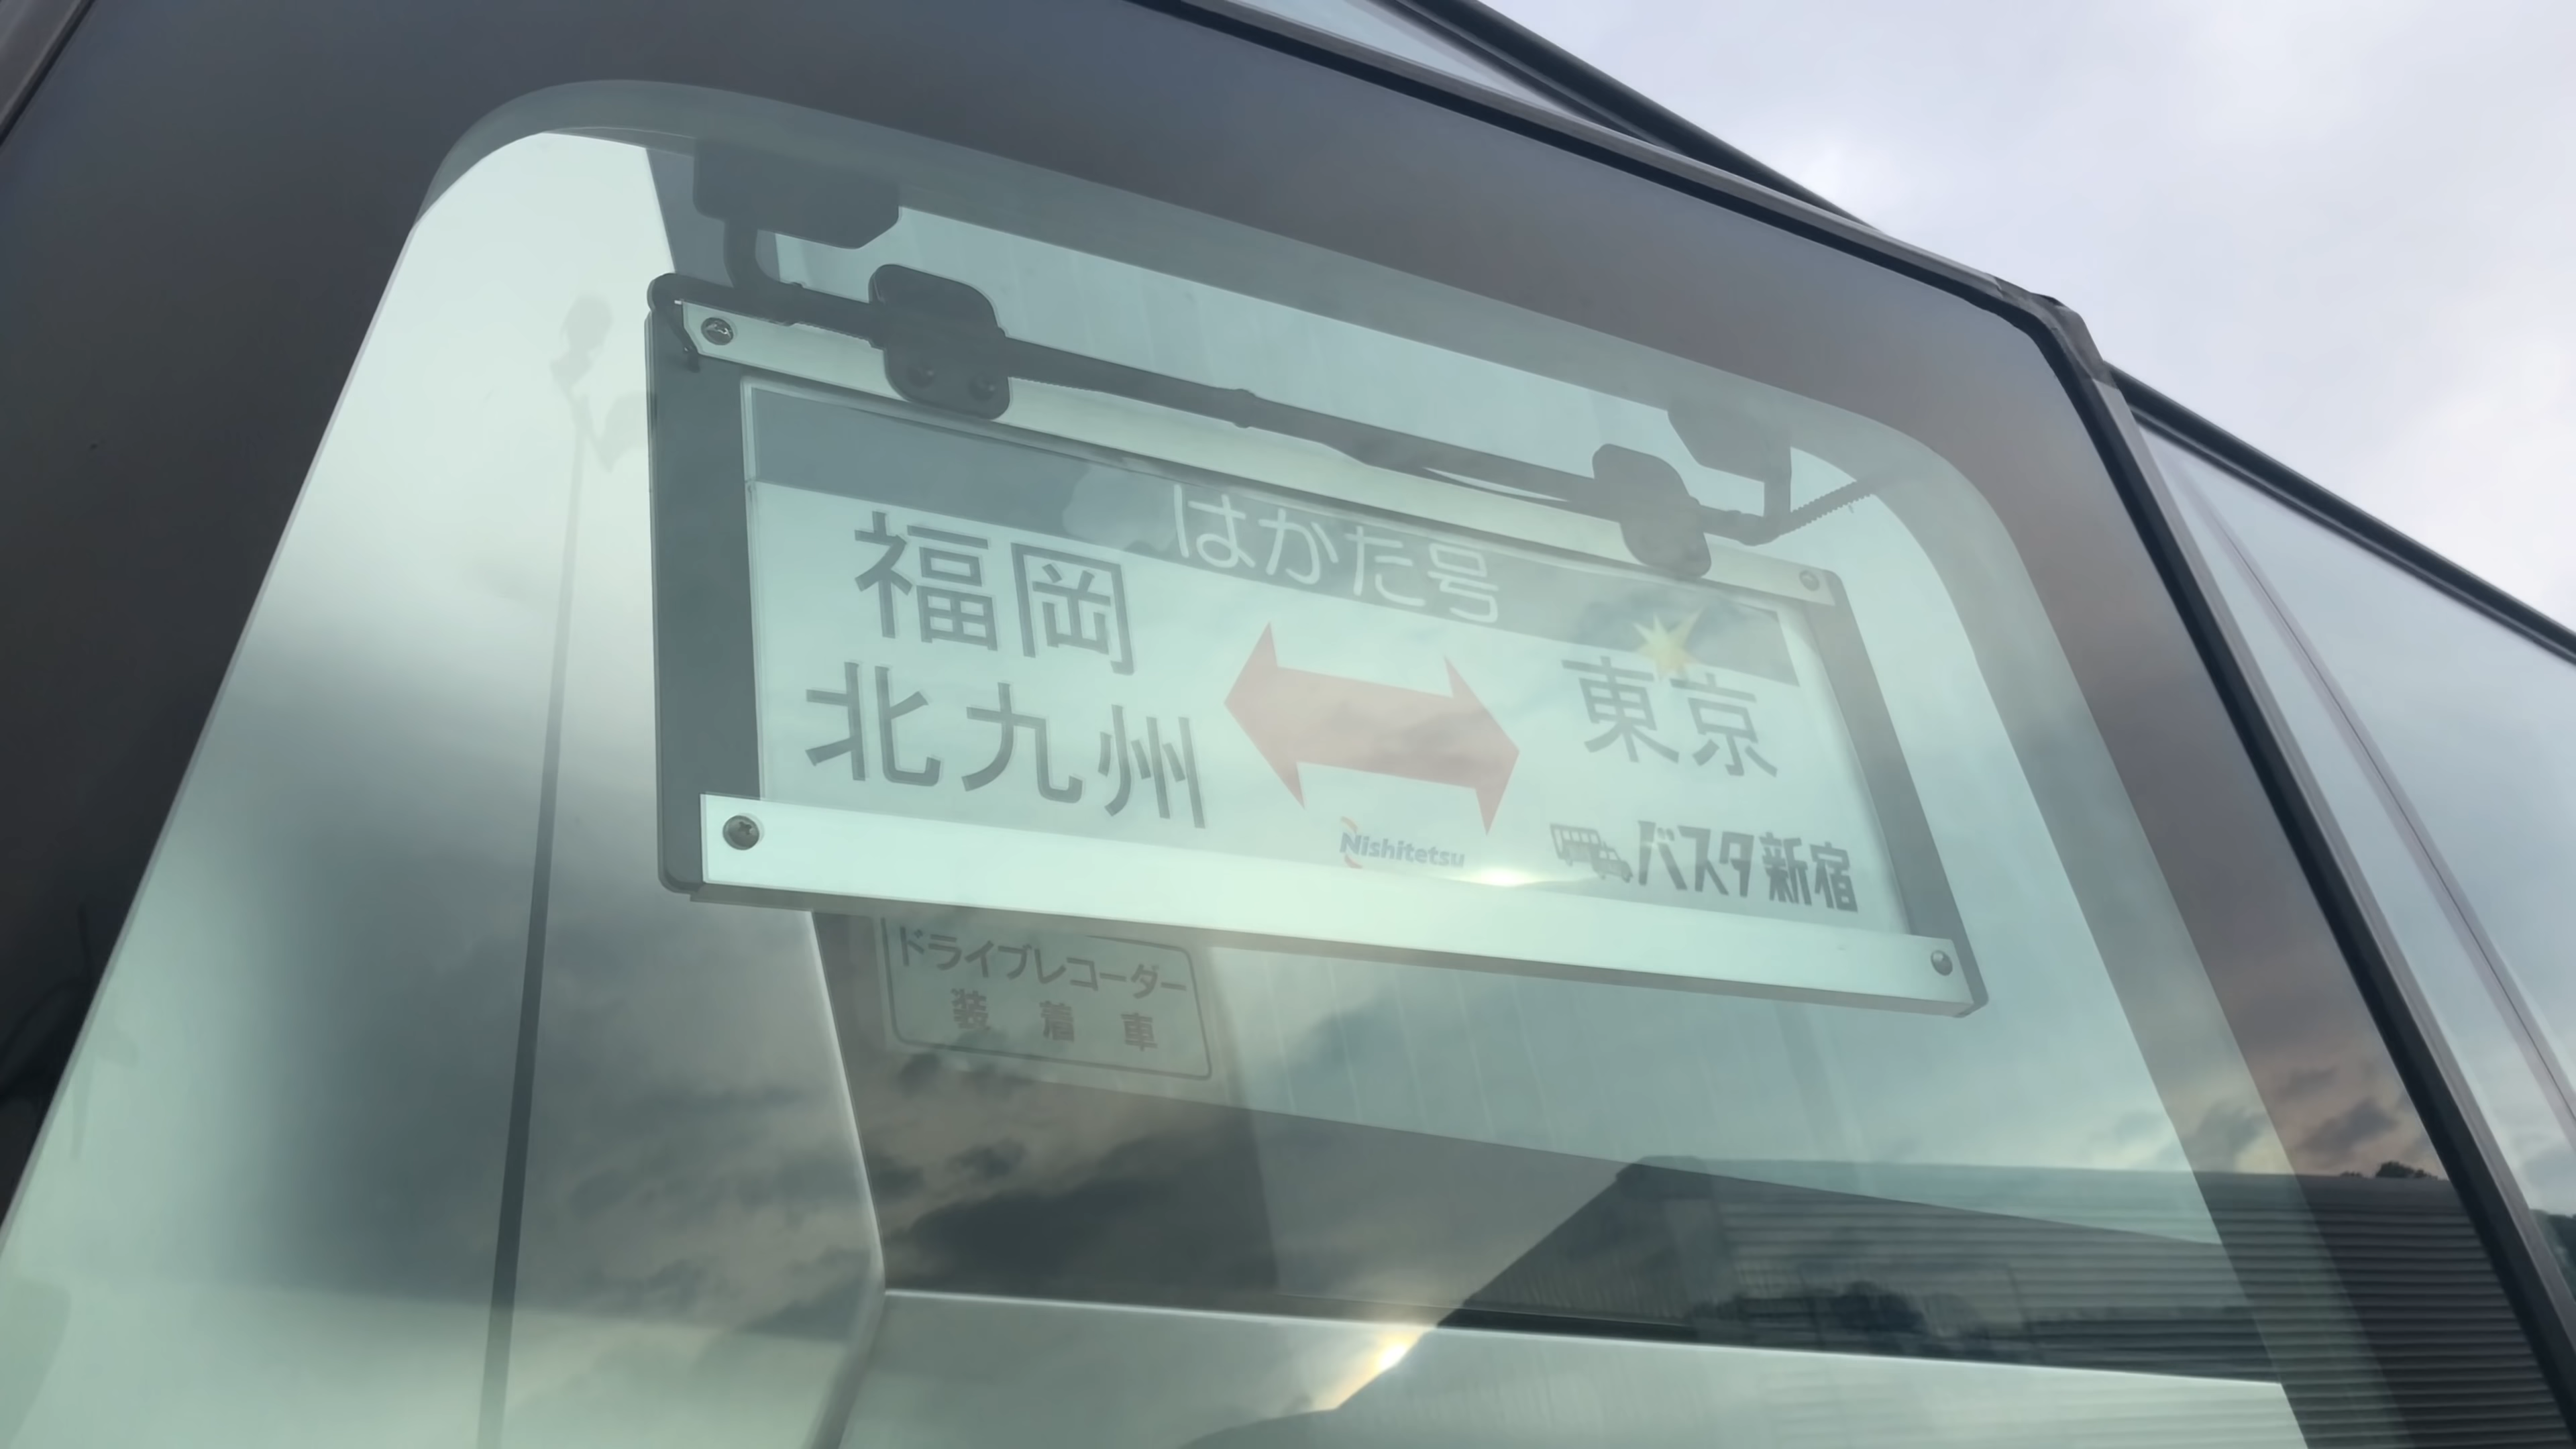 はかた号
福岡
北九州
東京
Nishitetsu
バスタ新宿
ドライブレコーダー
装着車